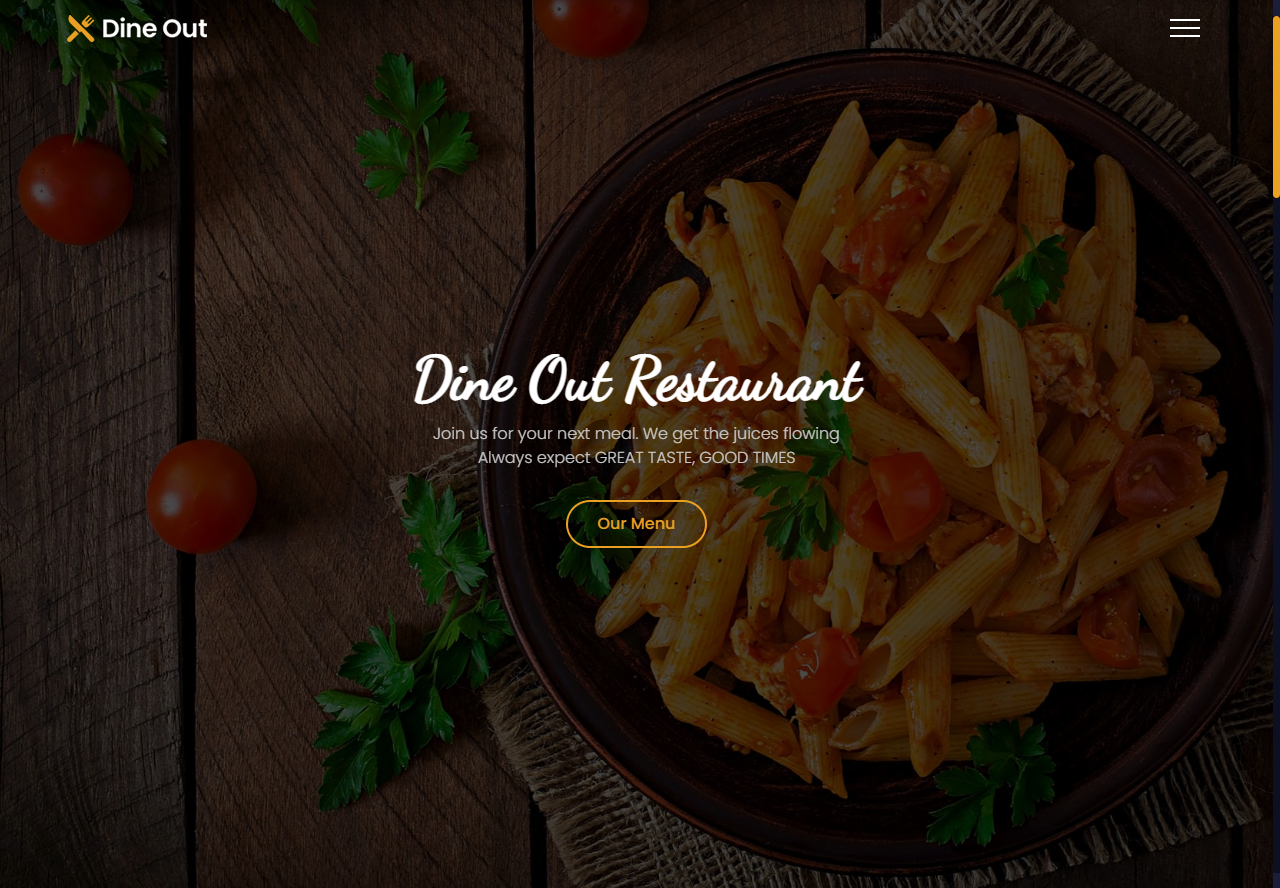 Dine Out
Dine Out Restaurant
Join us for your next meal. We get the juices flowing
Always expect GREAT TASTE, GOOD TIMES
Our Menu